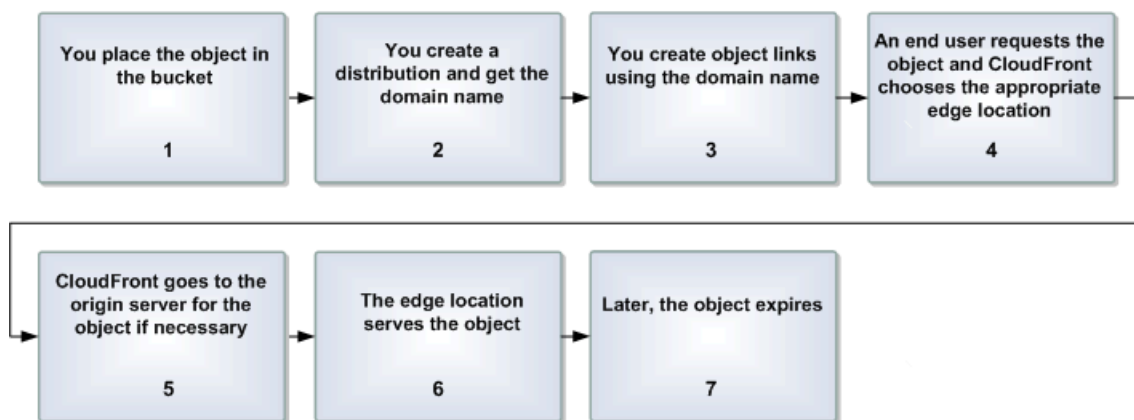 You place the object in
the bucket
1
You create a
distribution and get the
domain name
2
You create object links
using the domain name
3
An end user requests the
object and CloudFront
chooses the appropriate
edge location
4
CloudFront goes to the
origin server for the
object if necessary
5
The edge location
serves the object
6
Later, the object expires
7